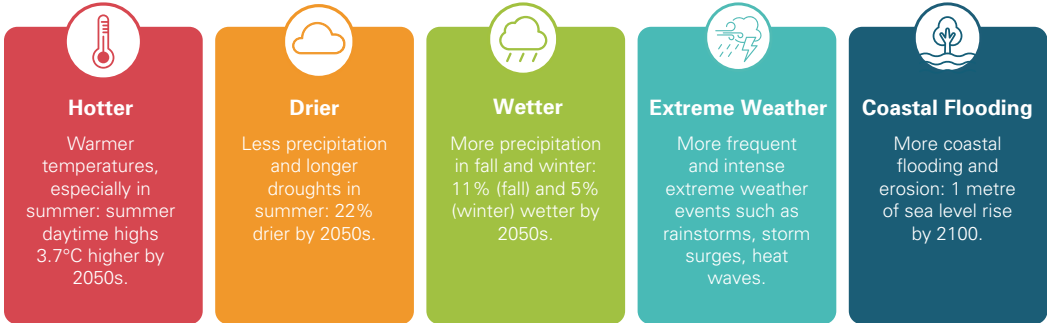 Hotter
Warmer
temperatures,
especially in
summer: summer
daytime highs
3.7°C higher by
2050s.
Drier
Less precipitation
and longer
droughts in
summer: 22%
drier by 2050s.
Wetter
More precipitation
in fall and winter:
11% (fall) and 5%
(winter) wetter by
2050s.
Extreme Weather
More frequent
and intense
extreme weather
events such as
rainstorms, storm
surges, heat
waves.
Coastal Flooding
More coastal
flooding and
erosion: 1 metre
of sea level rise
by 2100.